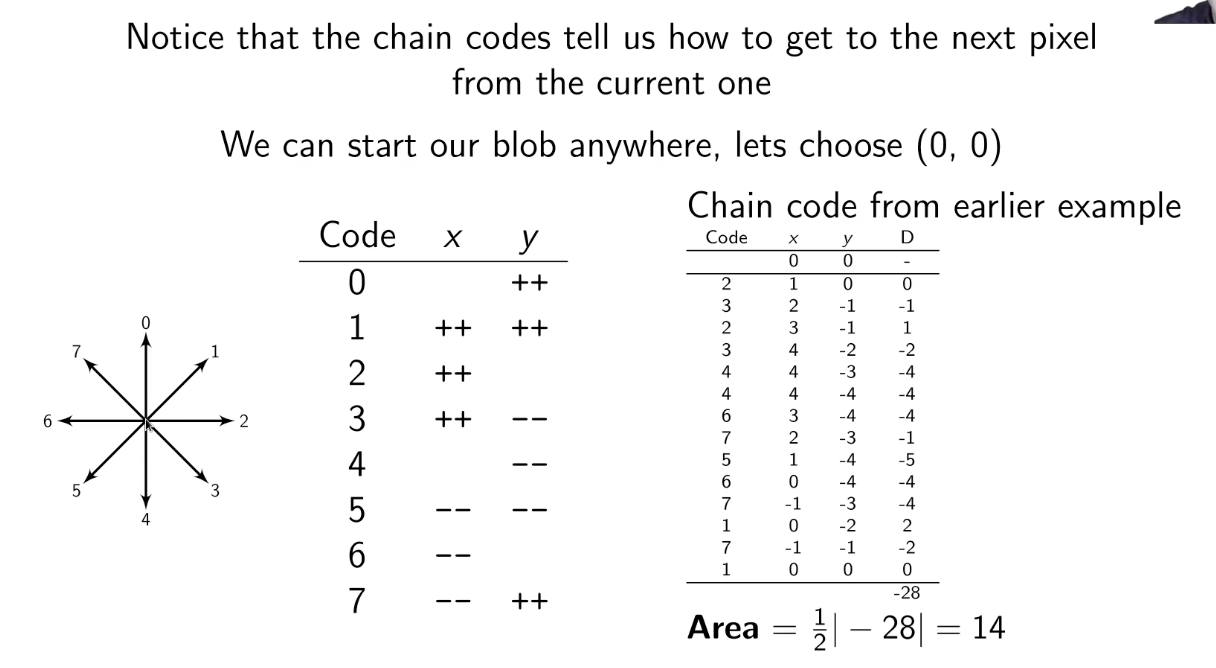 Notice that the chain codes tell us how to get to the next pixel
from the current one
We can start our blob anywhere, lets choose (0, 0)
0
1
2
3
4
5
6
7
Code x y
0 ++
1 ++ ++
2 ++
3 ++ --
4 --
5 -- --
6 --
7 -- ++
Chain code from earlier example
Code x y D
0 0 -
2 1 0 0
3 2 -1 -1
2 3 -1 1
3 4 -2 -2
4 4 -3 -4
4 4 -4 -4
6 3 -4 -4
7 2 -3 -1
5 1 -4 -5
6 0 -4 -4
7 -1 -3 -4
1 0 -2 2
7 -1 -1 -2
1 0 0 0
-28
Area = 1/2| − 28| = 14